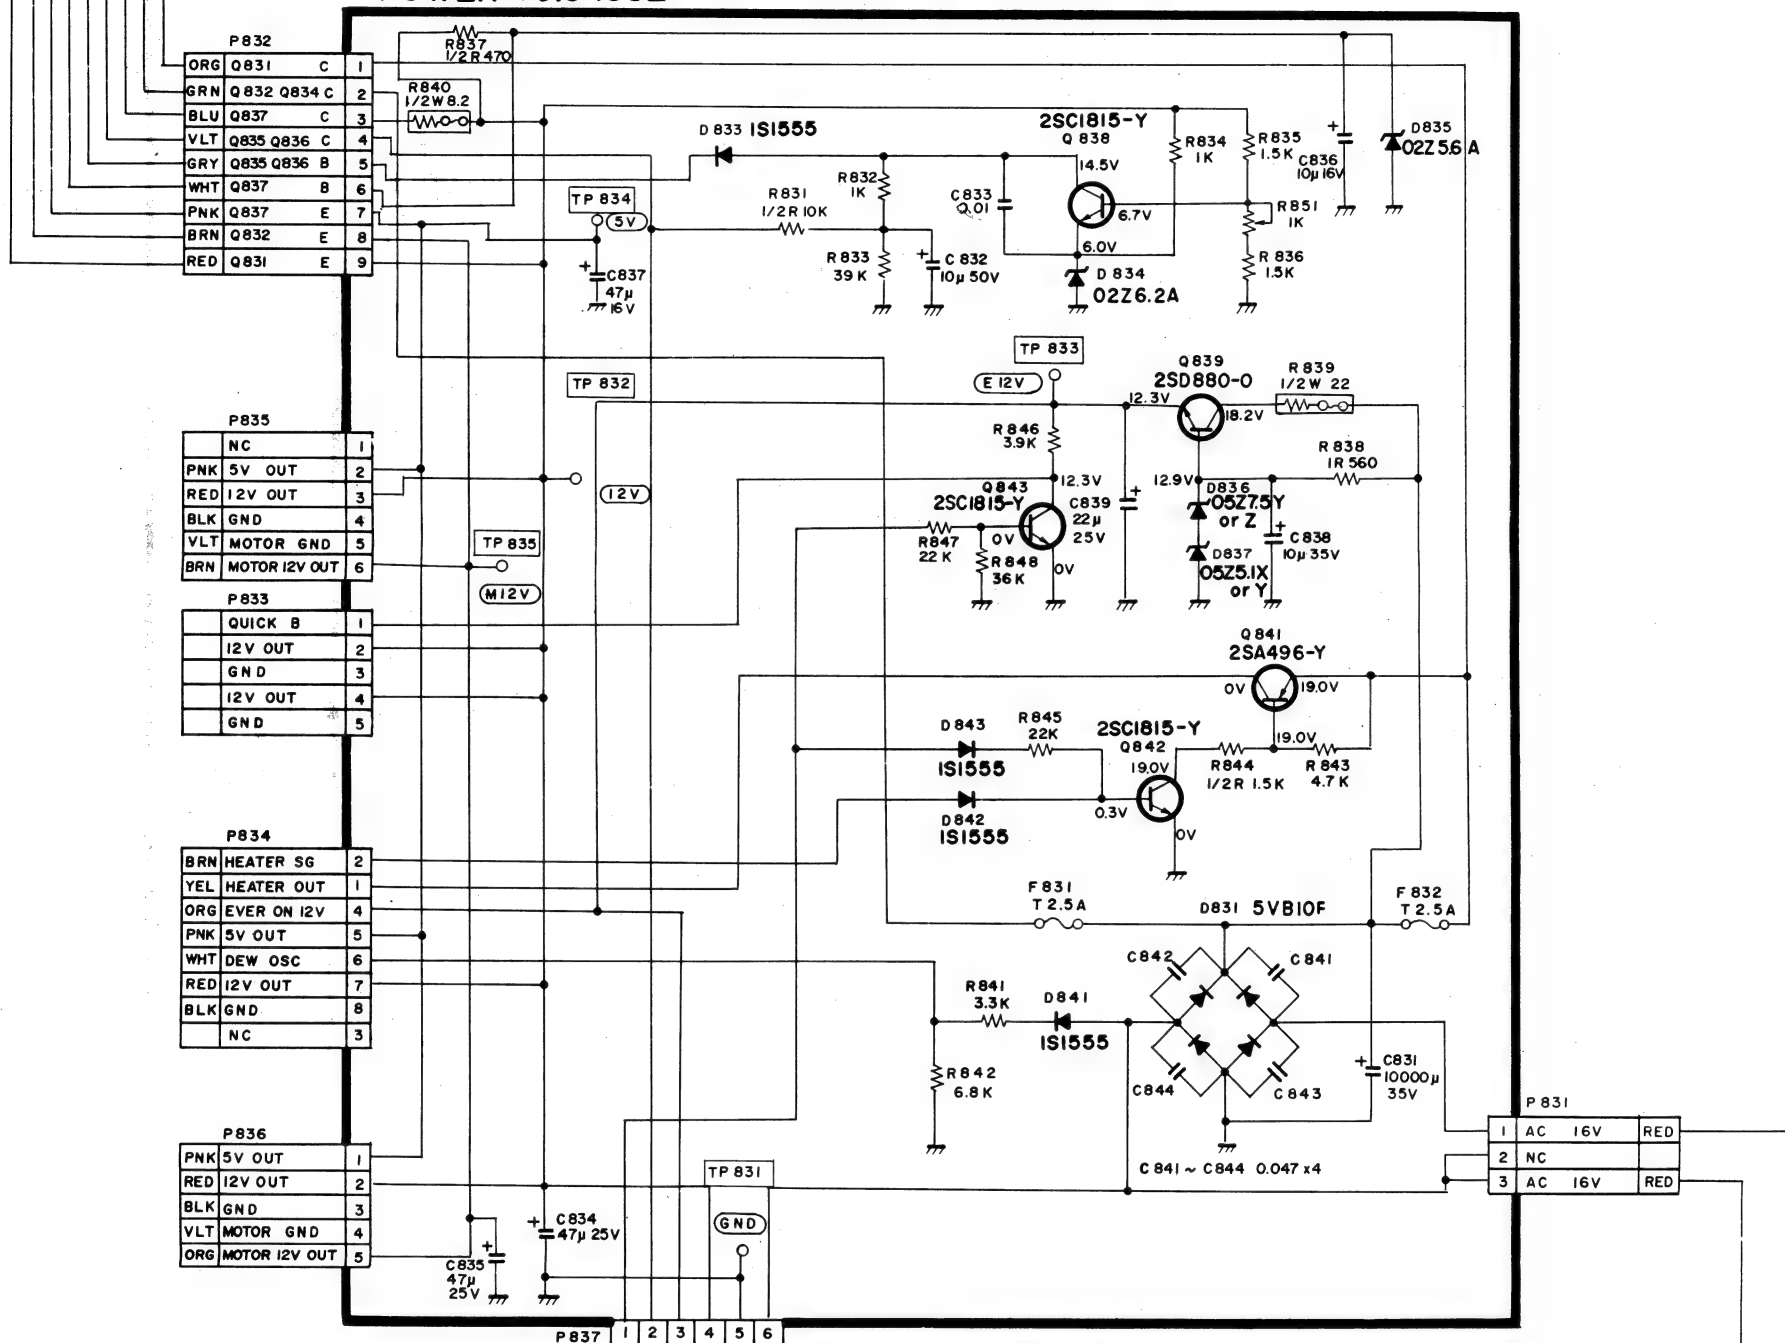 P832
ORG Q831 C 1
GRN Q832 Q834 C 2
BLU Q837 C 3
VLT Q835 Q836 C 4
GRY Q835 Q836 B 5
WHT Q837 B 6
PNK Q837 E 7
BRN Q832 E 8
RED Q831 E 9
R837
1/2R 470
R840
1/2W 8.2
D833 1S1555
2SC1815-Y
Q838
14.5V
6.7V
6.0V
R834
1K
R835
1.5K
R851
1K
R836
1.5K
+
C836
10μ 16V
D835
02Z5.6A
TP 834
5V
+
C837
47μ
16V
R831
1/2R 10K
R832
1K
R833
39K
+
C832
10μ 50V
C833
0.01
D834
02Z6.2A
TP 833
E 12V
TP 832
12V
Q839
2SD880-O
12.3V
18.2V
R839
1/2W 22
R846
3.9K
R838
1R 560
12.3V
12.9V
Q843
2SC1815-Y
0V
0V
R847
22K
R848
36K
+
C839
22μ
25V
D836
05Z7.5Y
or Z
D837
05Z5.1X
or Y
+
C838
10μ 35V
P835
NC 1
PNK 5V OUT 2
RED 12V OUT 3
BLK GND 4
VLT MOTOR GND 5
BRN MOTOR 12V OUT 6
TP 835
M12V
P833
QUICK B 1
12V OUT 2
GND 3
12V OUT 4
GND 5
Q841
2SA496-Y
0V
19.0V
19.0V
D843
1S1555
R845
22K
2SC1815-Y
Q842
19.0V
0.3V
0V
R844
1/2R 1.5K
R843
4.7K
D842
1S1555
P834
BRN HEATER SG 2
YEL HEATER OUT 1
ORG EVER ON 12V 4
PNK 5V OUT 5
WHT DEW OSC 6
RED 12V OUT 7
BLK GND 8
NC 3
F831
T 2.5A
D831 5VB10F
F832
T 2.5A
C842
C841
C844
C843
R841
3.3K
D841
1S1555
R842
6.8K
+
C831
10000μ
35V
C841 ~ C844 0.047 x4
P831
1 AC 16V RED
2 NC
3 AC 16V RED
P836
PNK 5V OUT 1
RED 12V OUT 2
BLK GND 3
VLT MOTOR GND 4
ORG MOTOR 12V OUT 5
+
C835
47μ
25V
+
C834
47μ 25V
TP 831
GND
P837 1 2 3 4 5 6